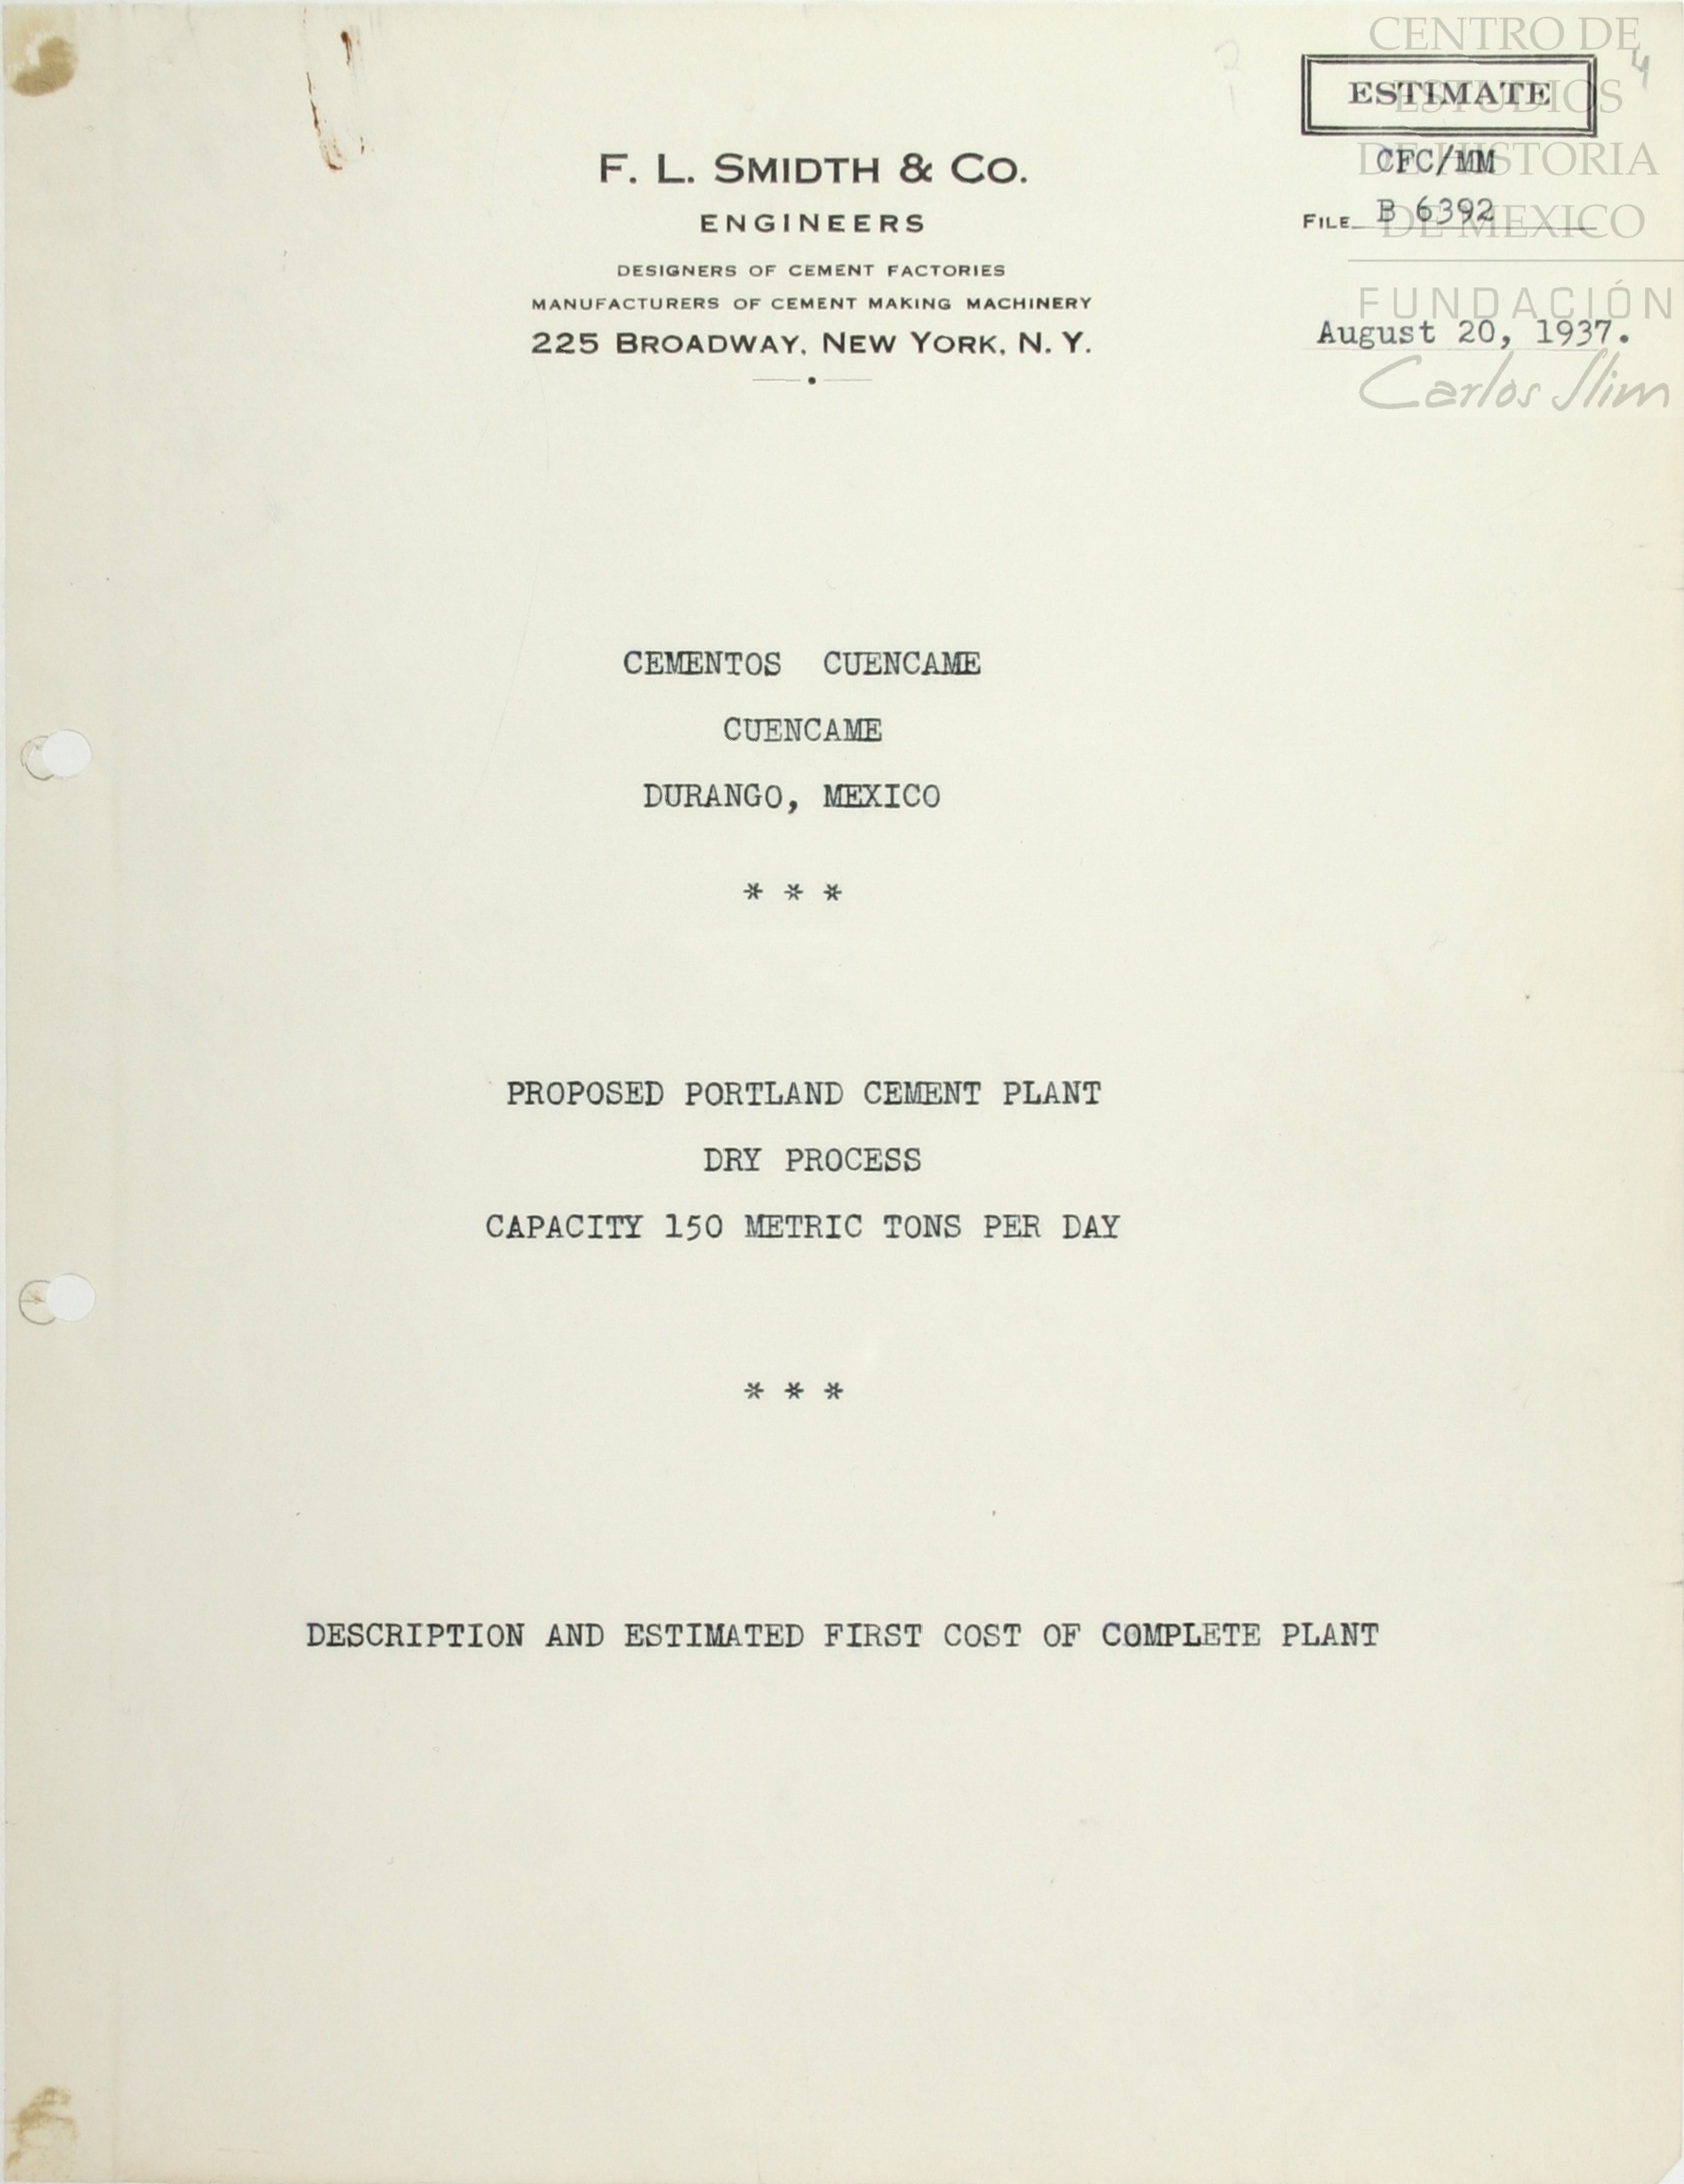 CENTRO DE
4
ESTUDIOS
ESTIMATE
DE HISTORIA
CFC/MM
DE MEXICO
FILE B 6392
FUNDACIÓN
August 20, 1937.
Carlos Slim
F. L. SMIDTH & CO.
ENGINEERS
DESIGNERS OF CEMENT FACTORIES
MANUFACTURERS OF CEMENT MAKING MACHINERY
225 BROADWAY, NEW YORK, N. Y.
CEMENTOS CUENCAME
CUENCAME
DURANGO, MEXICO
* * *
PROPOSED PORTLAND CEMENT PLANT
DRY PROCESS
CAPACITY 150 METRIC TONS PER DAY
* * *
DESCRIPTION AND ESTIMATED FIRST COST OF COMPLETE PLANT